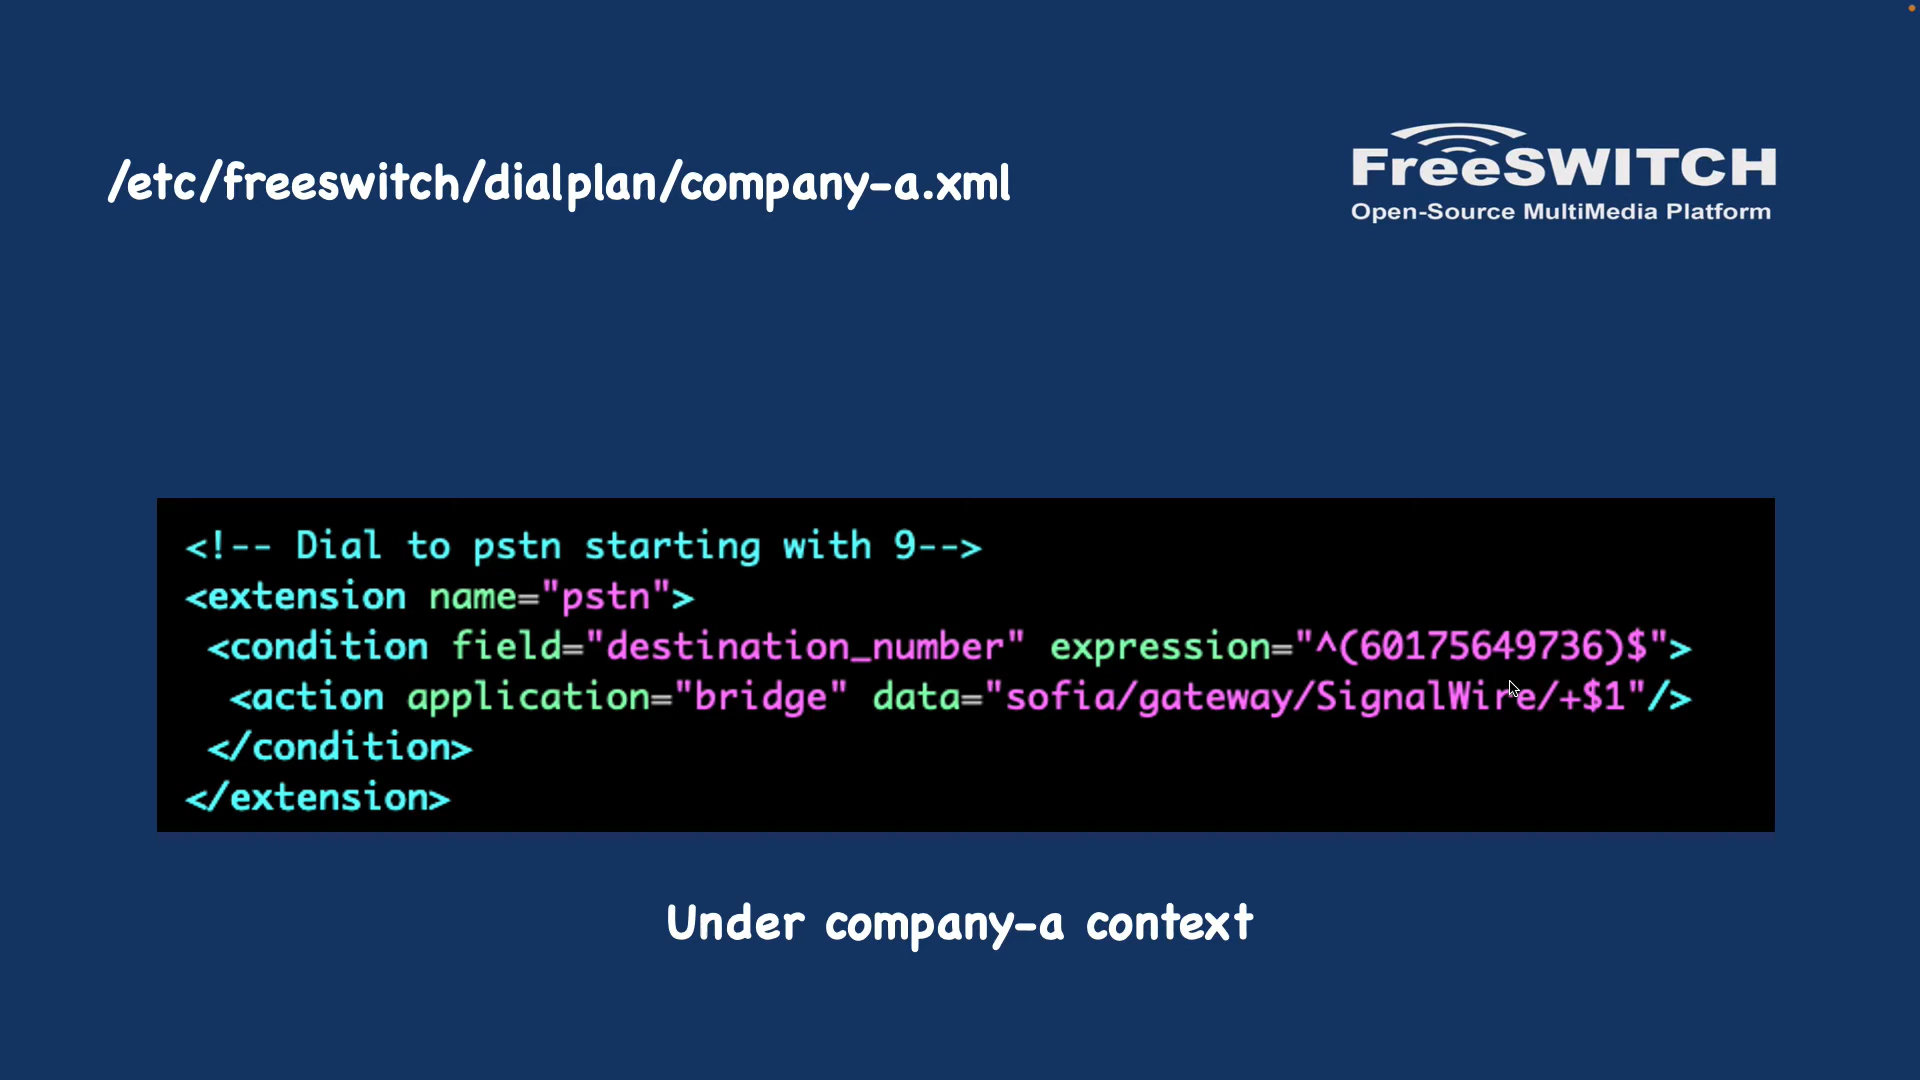 /etc/freeswitch/dialplan/company-a.xml
FreeSWITCH
Open-Source MultiMedia Platform
<!-- Dial to pstn starting with 9-->
<extension name="pstn">
<condition field="destination_number" expression="^(60175649736)$">
<action application="bridge" data="sofia/gateway/SignalWire/+$1"/>
</condition>
</extension>
Under company-a context